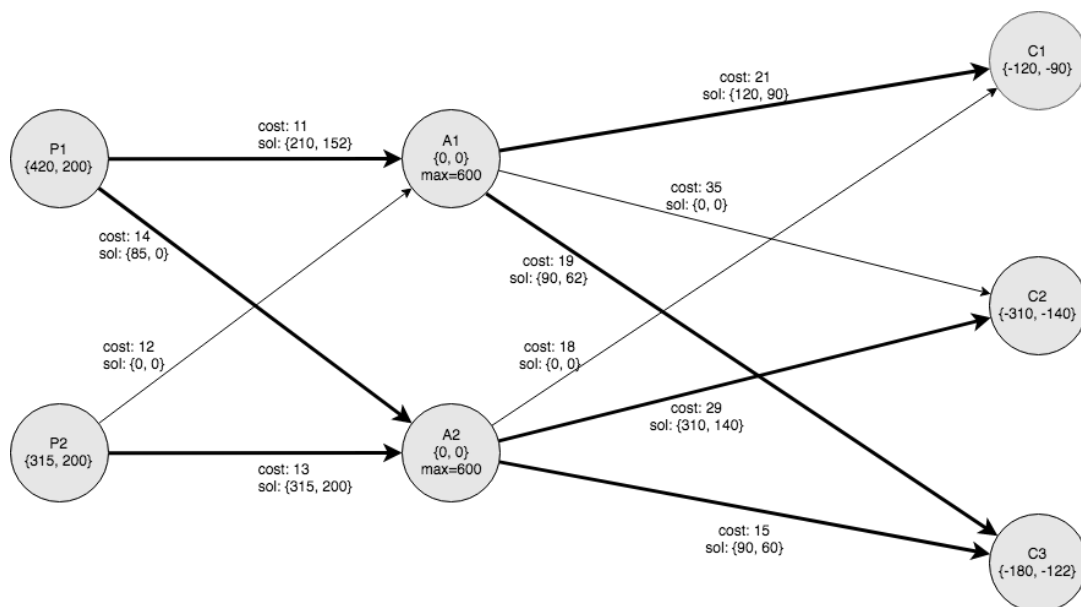 C1
{-120, -90}
cost: 21
sol: {120, 90}
cost: 11
sol: {210, 152}
P1
{420, 200}
A1
{0, 0}
max=600
cost: 35
sol: {0, 0}
cost: 14
sol: {85, 0}
cost: 19
sol: {90, 62}
C2
{-310, -140}
cost: 12
sol: {0, 0}
cost: 18
sol: {0, 0}
cost: 29
sol: {310, 140}
P2
{315, 200}
A2
{0, 0}
max=600
cost: 13
sol: {315, 200}
cost: 15
sol: {90, 60}
C3
{-180, -122}